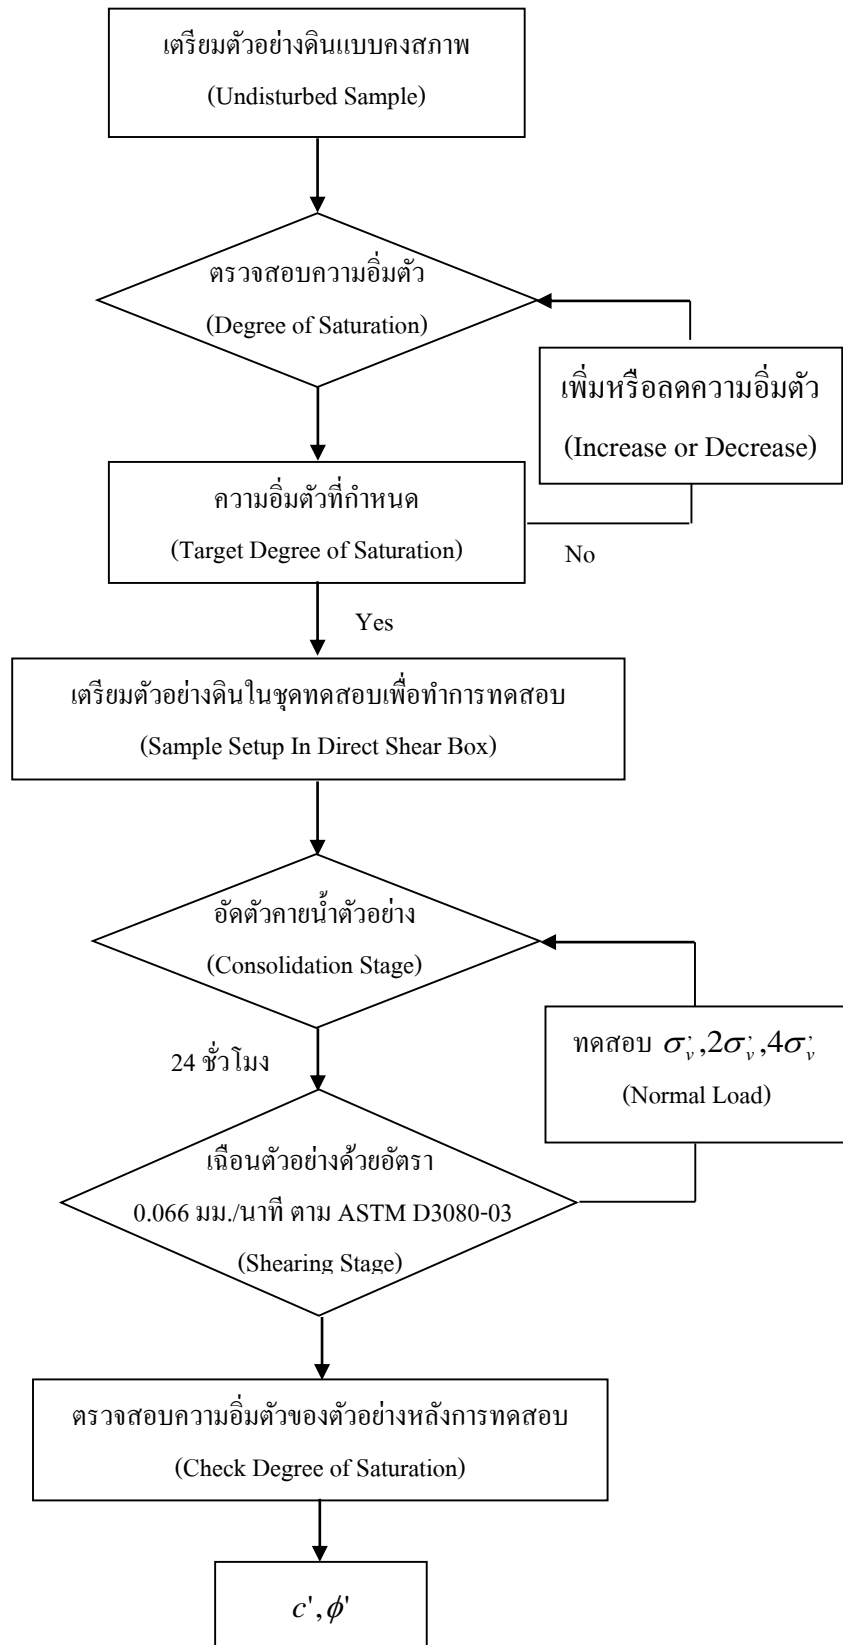 เตรียมตัวอย่างดินแบบคงสภาพ
(Undisturbed Sample)
ตรวจสอบความอิ่มตัว
(Degree of Saturation)
เพิ่มหรือลดความอิ่มตัว
(Increase or Decrease)
ความอิ่มตัวที่กำหนด
(Target Degree of Saturation)
No
Yes
เตรียมตัวอย่างดินในชุดทดสอบเพื่อทำการทดสอบ
(Sample Setup In Direct Shear Box)
อัดตัวคายน้ำตัวอย่าง
(Consolidation Stage)
24 ชั่วโมง
ทดสอบ σ'ᵥ,2σ'ᵥ,4σ'ᵥ
(Normal Load)
เฉือนตัวอย่างด้วยอัตรา
0.066 มม./นาที ตาม ASTM D3080-03
(Shearing Stage)
ตรวจสอบความอิ่มตัวของตัวอย่างหลังการทดสอบ
(Check Degree of Saturation)
c',ϕ'